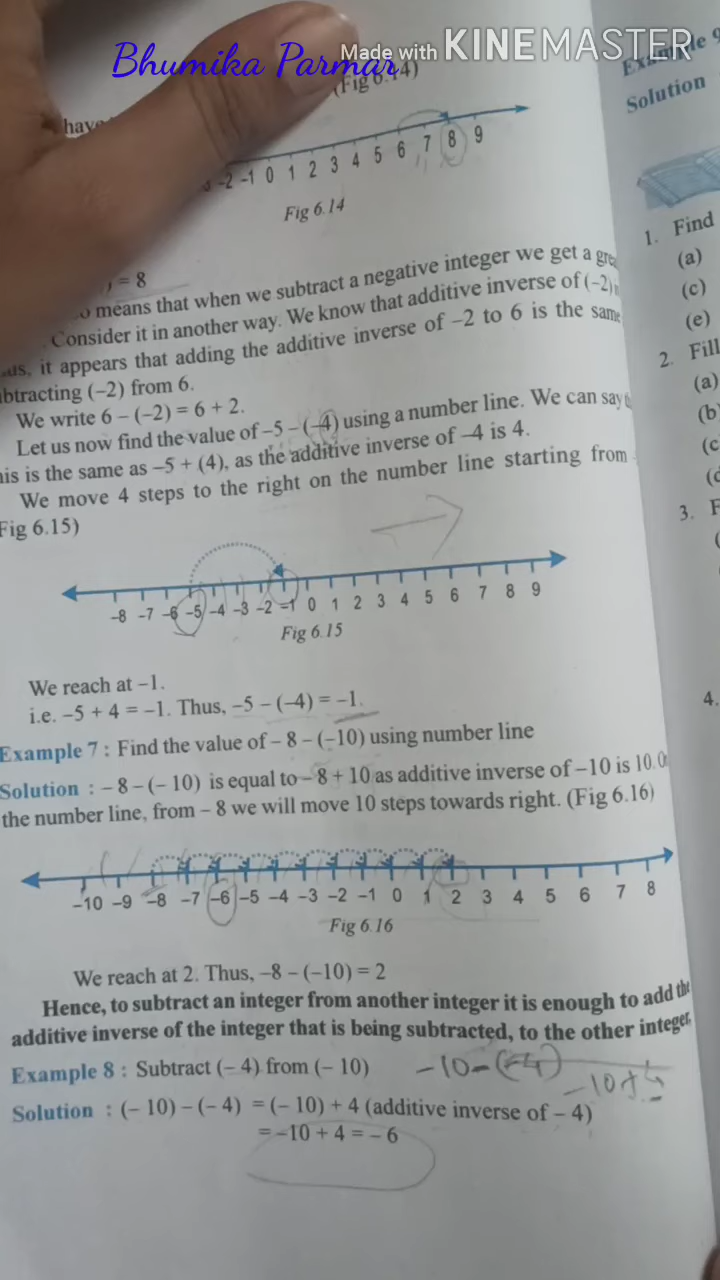 Bhumika Parmar
Made with KINEMASTER
(Fig 6.14)
have
-2 -1 0 1 2 3 4 5 6 7 8 9
Fig 6.14
= 8
means that when we subtract a negative integer we get a
Consider it in another way. We know that additive inverse of (–2)
it appears that adding the additive inverse of –2 to 6 is the same
(–2) from 6.
We write 6 – (–2) = 6 + 2.
Let us now find the value of –5 – (–4) using a number line. We can say
is the same as –5 + (4), as the additive inverse of –4 is 4.
We move 4 steps to the right on the number line starting from
Fig 6.15)
–8 –7 –6 –5 –4 –3 –2 –1 0 1 2 3 4 5 6 7 8 9
Fig 6.15
We reach at –1.
i.e. –5 + 4 = –1. Thus, –5 – (–4) = –1.
Example 7 : Find the value of – 8 – (–10) using number line
Solution : – 8 – (– 10) is equal to – 8 + 10 as additive inverse of –10 is 10.
the number line, from – 8 we will move 10 steps towards right. (Fig 6.16)
–10 –9 –8 –7 –6 –5 –4 –3 –2 –1 0 1 2 3 4 5 6 7 8
Fig 6.16
We reach at 2. Thus, –8 – (–10) = 2
Hence, to subtract an integer from another integer it is enough to add the
additive inverse of the integer that is being subtracted, to the other integer.
Example 8 : Subtract (– 4) from (– 10)
-10-(-4)
-10+4
Solution : (– 10) – (– 4) = (– 10) + 4 (additive inverse of – 4)
= –10 + 4 = – 6
Example 9
Solution
1. Find
(a)
(c)
(e)
2. Fill
(a)
(b)
(c
3. F
4.